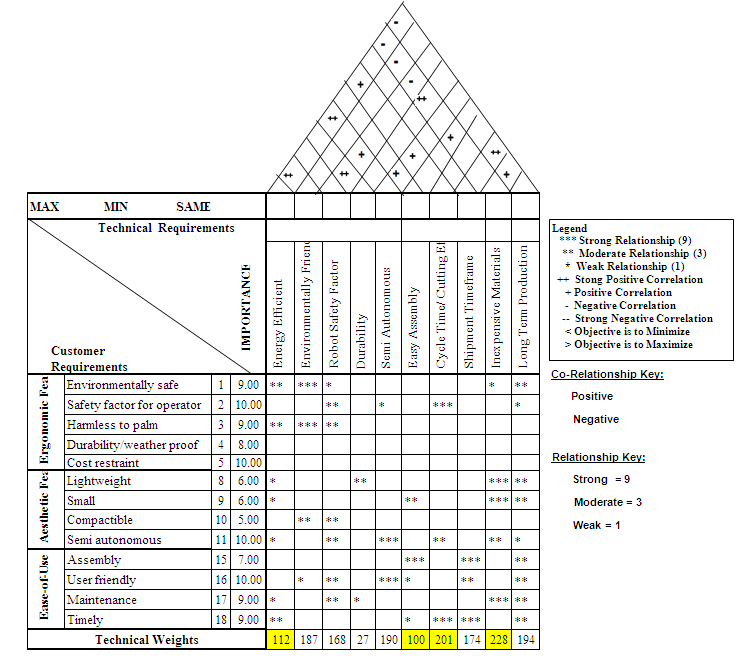 - 
- 
- 
+ -
++
++ +
+ + ++
++ ++ + +
MAX MIN SAME
Technical Requirements
Customer
Requirements
IMPORTANCE
Energy Efficient
Environmentally Frienc
Robot Safety Factor
Durability
Semi Autonomous
Easy Assembly
Cycle Time/ Cutting Ef
Shipment Timeframe
Inexpensive Materials
Long Term Production
Ergonomic Fea
Environmentally safe 1 9.00 ** *** * * **
Safety factor for operator 2 10.00 ** * *** *
Harmless to palm 3 9.00 ** *** **
Durability/weather proof 4 8.00
Cost restraint 5 10.00
Aesthetic Fea
Lightweight 8 6.00 * ** *** **
Small 9 6.00 * ** *** **
Compactible 10 5.00 ** **
Semi autonomous 11 10.00 * ** *** ** ** *
Ease-of-Use
Assembly 15 7.00 *** *** **
User friendly 16 10.00 * ** *** * ** **
Maintenance 17 9.00 * ** * *** **
Timely 18 9.00 ** * *** *** **
Technical Weights 112 187 168 27 190 100 201 174 228 194
Legend
*** Strong Relationship (9)
** Moderate Relationship (3)
* Weak Relationship (1)
++ Stong Positive Correlation
+ Positive Correlation
- Negative Correlation
-- Strong Negative Correlation
< Objective is to Minimize
> Objective is to Maximize
Co-Relationship Key:
Positive
Negative
Relationship Key:
Strong = 9
Moderate = 3
Weak = 1